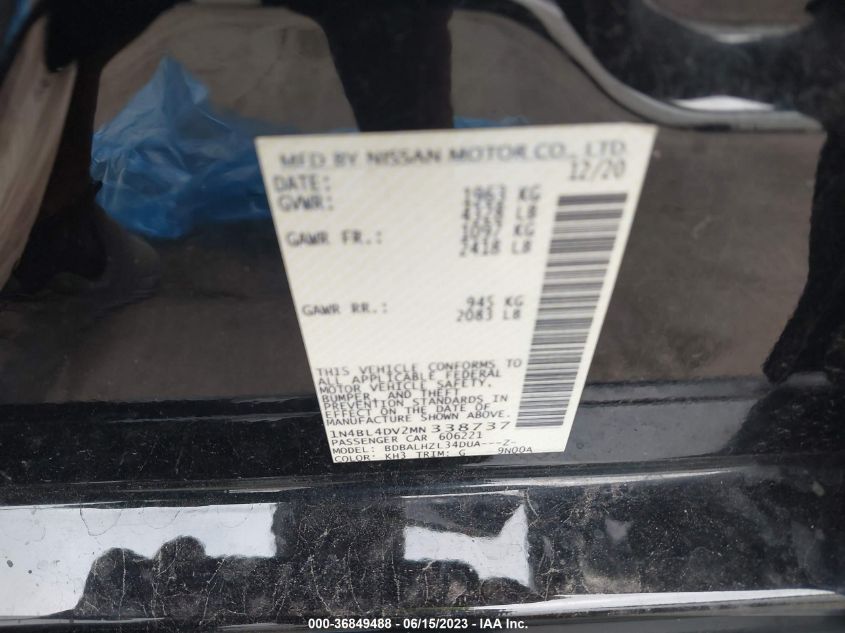 MFD BY NISSAN MOTOR CO., LTD.
DATE: 12/20
GVWR: 1963 KG
4328 LB
GAWR FR.: 1097 KG
2418 LB
GAWR RR.: 945 KG
2083 LB
THIS VEHICLE CONFORMS TO
ALL APPLICABLE FEDERAL
MOTOR VEHICLE SAFETY,
BUMPER, AND THEFT
PREVENTION STANDARDS IN
EFFECT ON THE DATE OF
MANUFACTURE SHOWN ABOVE.
1N4BL4DV2MN338737
PASSENGER CAR 606221
MODEL: BDBALHZL34DUA---Z-
COLOR: KH3 TRIM: G 9N00A
000-36849488 - 06/15/2023 - IAA Inc.